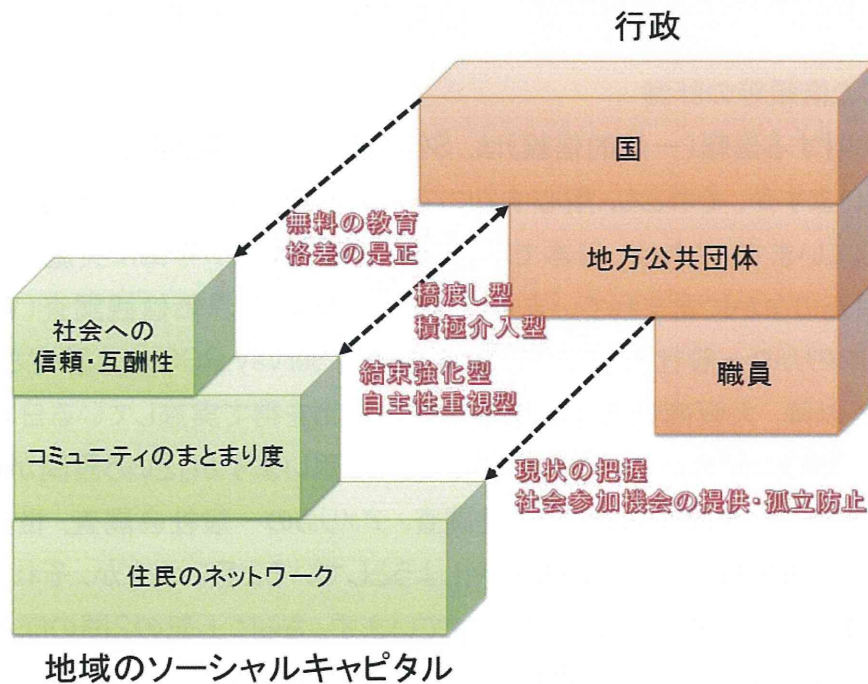 行政
国
無料の教育
格差の是正
地方公共団体
橋渡し型
積極介入型
社会への
信頼・互酬性
職員
結束強化型
自主性重視型
コミュニティのまとまり度
現状の把握
社会参加機会の提供・孤立防止
住民のネットワーク
地域のソーシャルキャピタル